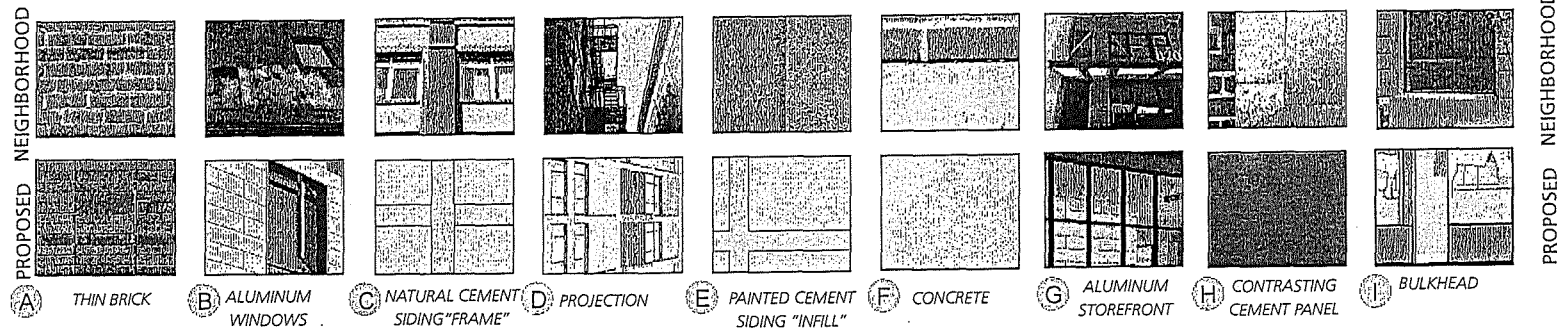 NEIGHBORHOOD
PROPOSED
NEIGHBORHOOD
PROPOSED
A THIN BRICK
B ALUMINUM
WINDOWS
C NATURAL CEMENT
SIDING"FRAME"
D PROJECTION
E PAINTED CEMENT
SIDING "INFILL"
F CONCRETE
G ALUMINUM
STOREFRONT
H CONTRASTING
CEMENT PANEL
I BULKHEAD